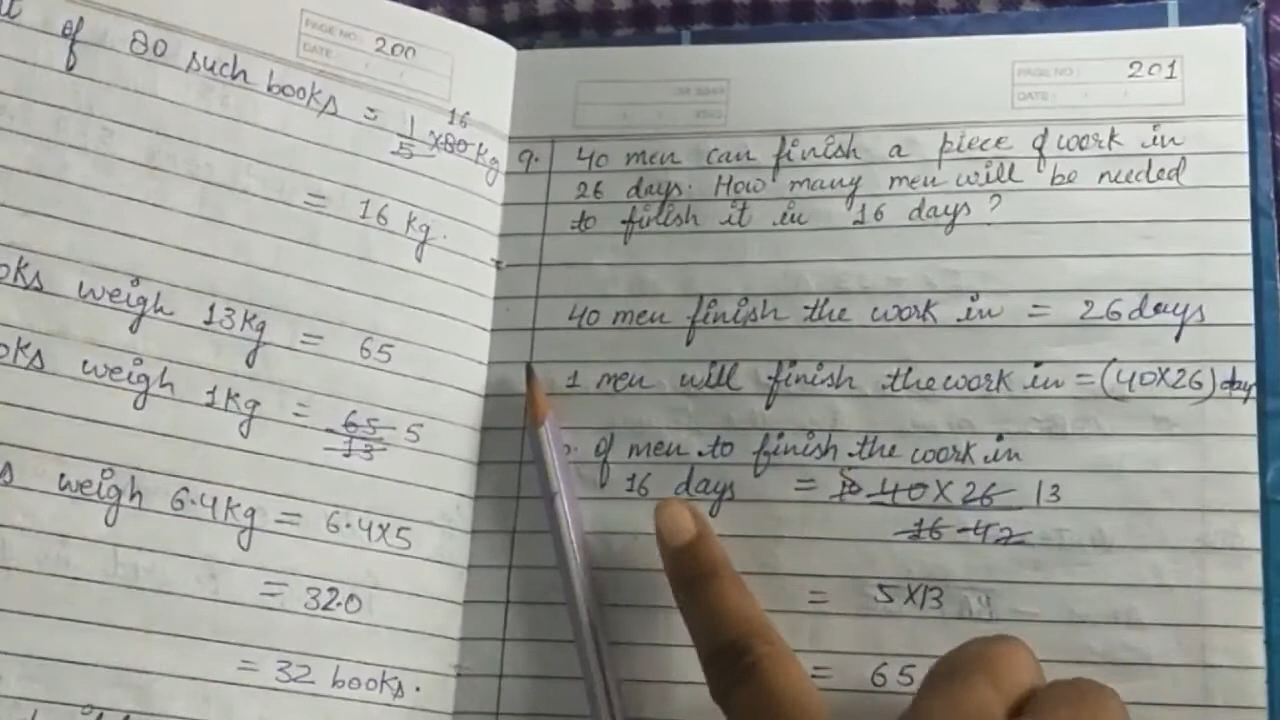 PAGE NO: 200
DATE:
of 80 such books = 1/5 × 80 kg 16
= 16 kg.
weigh 13kg = 65
weigh 1kg = 65/13 5
weigh 6.4kg = 6.4×5
= 32.0
= 32 books.
PAGE NO: 201
DATE:
9. 40 men can finish a piece of work in
26 days. How many men will be needed
to finish it in 16 days?
40 men finish the work in = 26 days
1 men will finish the work in = (40×26) day
of men to finish the work in
16 days = 40×26 13
16
= 5×13
= 65